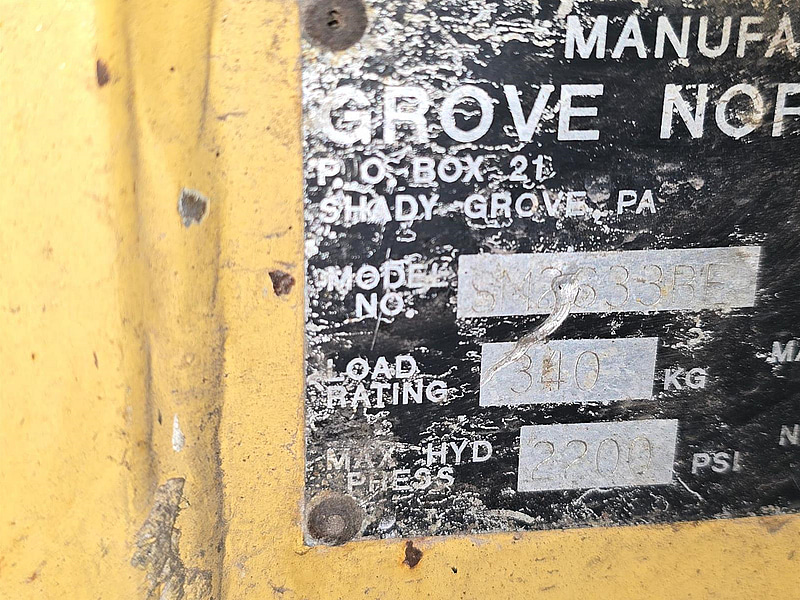 MANUFA
GROVE NOR
P.O. BOX 21
SHADY GROVE, PA
MODEL NO. SM2633BE
LOAD RATING 340 KG
MA
MAX HYD PRESS 2200 PSI
N